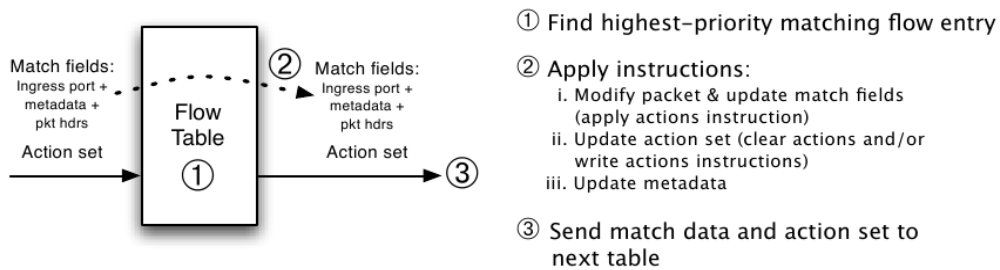 Match fields:
Ingress port +
metadata +
pkt hdrs
Action set
Flow
Table
①
②
Match fields:
Ingress port +
metadata +
pkt hdrs
Action set
③
① Find highest-priority matching flow entry
② Apply instructions:
i. Modify packet & update match fields
(apply actions instruction)
ii. Update action set (clear actions and/or
write actions instructions)
iii. Update metadata
③ Send match data and action set to
next table